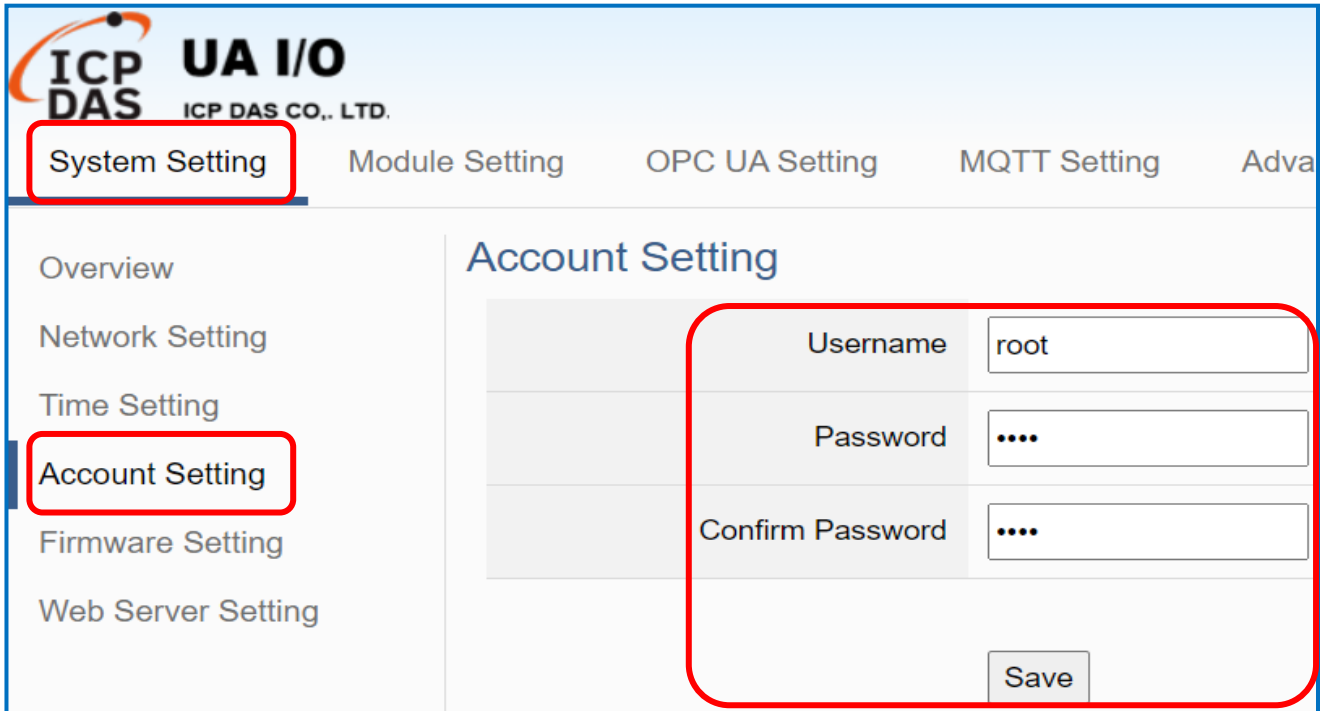 ICP
DAS
UA I/O
ICP DAS CO,. LTD.
System Setting Module Setting OPC UA Setting MQTT Setting Adva
Overview
Network Setting
Time Setting
Account Setting
Firmware Setting
Web Server Setting
Account Setting
Username root
Password ••••
Confirm Password ••••
Save